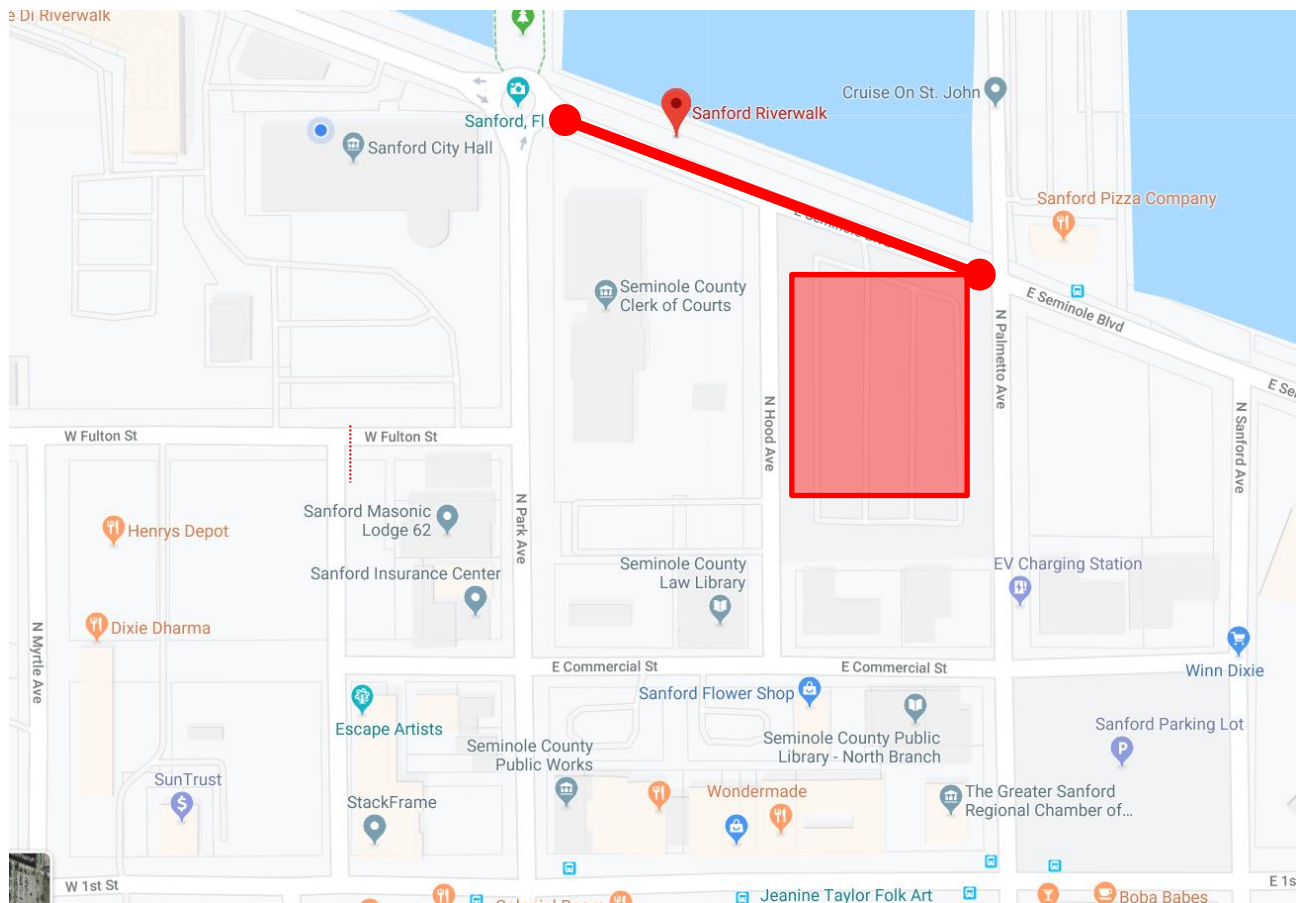 e Di Riverwalk
Cruise On St. John
Sanford, Fl
Sanford Riverwalk
Sanford City Hall
Sanford Pizza Company
Seminole County
Clerk of Courts
E Seminole Blvd
N Palmetto Ave
N Hood Ave
N Sanford Ave
W Fulton St
W Fulton St
N Park Ave
Sanford Masonic
Lodge 62
Henrys Depot
Sanford Insurance Center
Seminole County
Law Library
EV Charging Station
N Myrtle Ave
Dixie Dharma
E Commercial St
E Commercial St
Winn Dixie
Sanford Flower Shop
Escape Artists
Seminole County
Public Works
Seminole County Public
Library - North Branch
Sanford Parking Lot
P
SunTrust
$
StackFrame
Wondermade
The Greater Sanford
Regional Chamber of...
W 1st St
E 1s
Jeanine Taylor Folk Art
Boba Babes